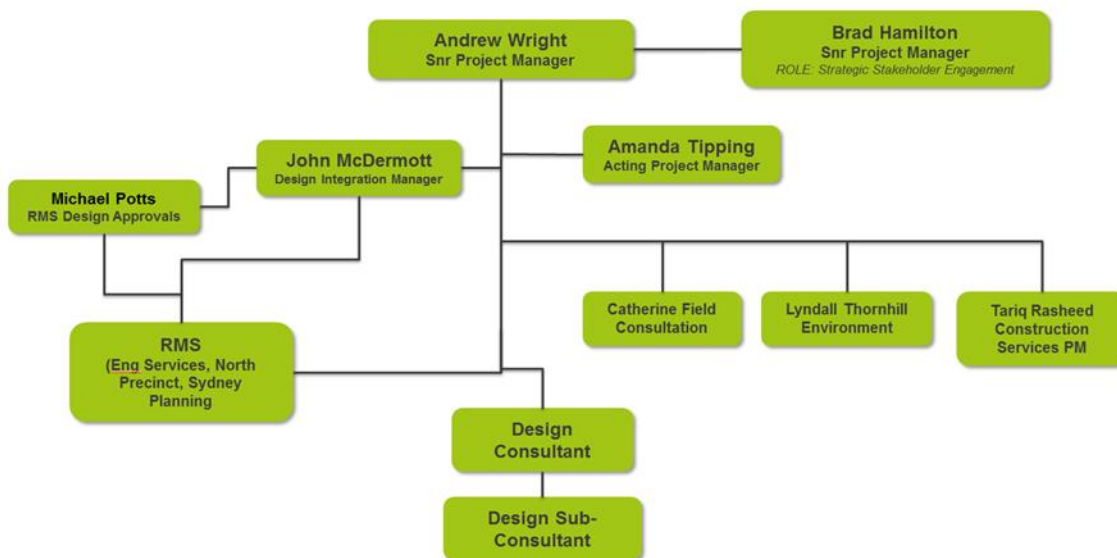 Andrew Wright
Snr Project Manager
Brad Hamilton
Snr Project Manager
ROLE: Strategic Stakeholder Engagement
John McDermott
Design Integration Manager
Amanda Tipping
Acting Project Manager
Michael Potts
RMS Design Approvals
Catherine Field
Consultation
Lyndall Thornhill
Environment
Tariq Rasheed
Construction
Services PM
RMS
(Eng Services, North
Precinct, Sydney
Planning
Design
Consultant
Design Sub-
Consultant